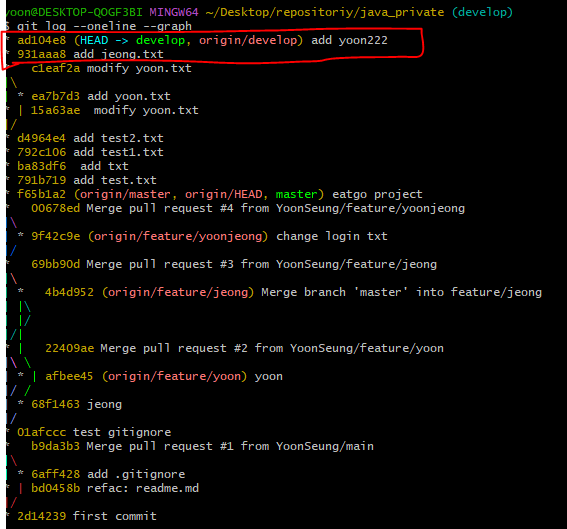 yoon@DESKTOP-QOGF3BI MINGW64 ~/Desktop/repositoriy/java_private (develop)
$ git log --oneline --graph
* ad104e8 (HEAD -> develop, origin/develop) add yoon222
* 931aaa8 add jeong.txt
*   c1eaf2a modify yoon.txt
|\
| * ea7b7d3 add yoon.txt
* | 15a63ae  modify yoon.txt
|/
* d4964e4 add test2.txt
* 792c106 add test1.txt
* ba83df6  add txt
* 791b719 add test.txt
* f65b1a2 (origin/master, origin/HEAD, master) eatgo project
*   00678ed Merge pull request #4 from YoonSeung/feature/yoonjeong
|\
| * 9f42c9e (origin/feature/yoonjeong) change login txt
|/
*   69bb90d Merge pull request #3 from YoonSeung/feature/jeong
|\
| *   4b4d952 (origin/feature/jeong) Merge branch 'master' into feature/jeong
| |\
| |/
|/|
* |   22409ae Merge pull request #2 from YoonSeung/feature/yoon
|\ \
| * | afbee45 (origin/feature/yoon) yoon
|/ /
| * 68f1463 jeong
|/
* 01afccc test gitignore
*   b9da3b3 Merge pull request #1 from YoonSeung/main
|\
| * 6aff428 add .gitignore
* | bd0458b refac: readme.md
|/
* 2d14239 first commit